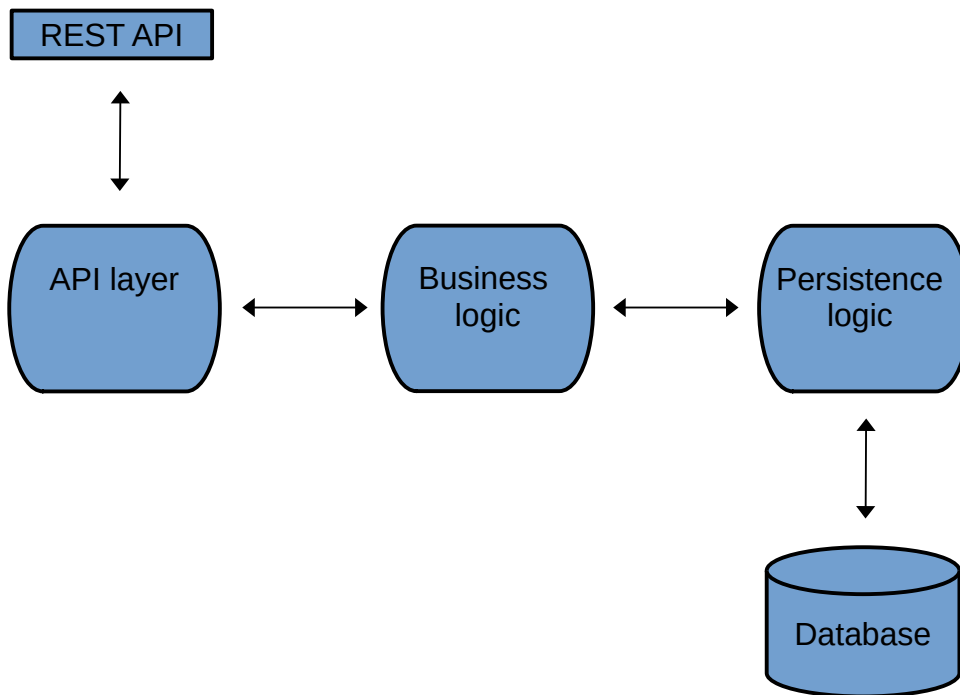 REST API
API layer
Business
logic
Persistence
logic
Database